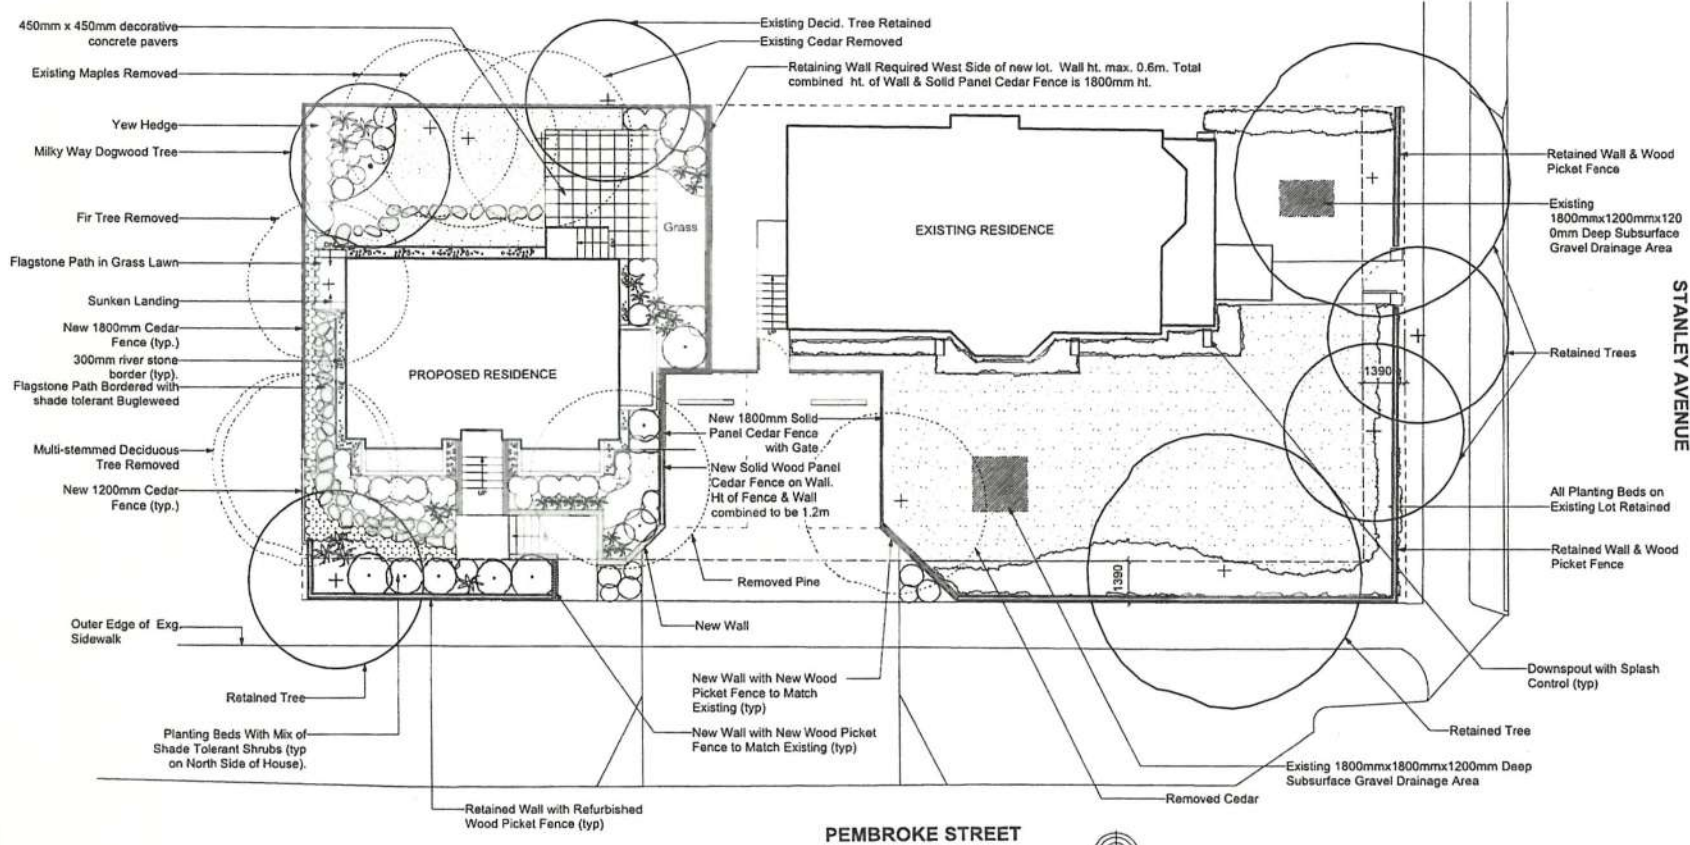 450mm x 450mm decorative
concrete pavers
Existing Maples Removed
Yew Hedge
Milky Way Dogwood Tree
Fir Tree Removed
Flagstone Path in Grass Lawn
Sunken Landing
New 1800mm Cedar
Fence (typ.)
300mm river stone
border (typ).
Flagstone Path Bordered with
shade tolerant Bugleweed
Multi-stemmed Deciduous
Tree Removed
New 1200mm Cedar
Fence (typ.)
Outer Edge of Exg.
Sidewalk
Retained Tree
Planting Beds With Mix of
Shade Tolerant Shrubs (typ
on North Side of House).
Retained Wall with Refurbished
Wood Picket Fence (typ)
Existing Decid. Tree Retained
Existing Cedar Removed
Retaining Wall Required West Side of new lot. Wall ht. max. 0.6m. Total
combined ht. of Wall & Solid Panel Cedar Fence is 1800mm ht.
Grass
PROPOSED RESIDENCE
EXISTING RESIDENCE
New 1800mm Solid
Panel Cedar Fence
with Gate
New Solid Wood Panel
Cedar Fence on Wall.
Ht of Fence & Wall
combined to be 1.2m
Removed Pine
New Wall
New Wall with New Wood
Picket Fence to Match
Existing (typ)
New Wall with New Wood Picket
Fence to Match Existing (typ)
1390
1390
Retained Wall & Wood
Picket Fence
Existing
1800mmx1200mmx120
0mm Deep Subsurface
Gravel Drainage Area
Retained Trees
All Planting Beds on
Existing Lot Retained
Retained Wall & Wood
Picket Fence
Downspout with Splash
Control (typ)
Retained Tree
Existing 1800mmx1800mmx1200mm Deep
Subsurface Gravel Drainage Area
Removed Cedar
STANLEY AVENUE
PEMBROKE STREET